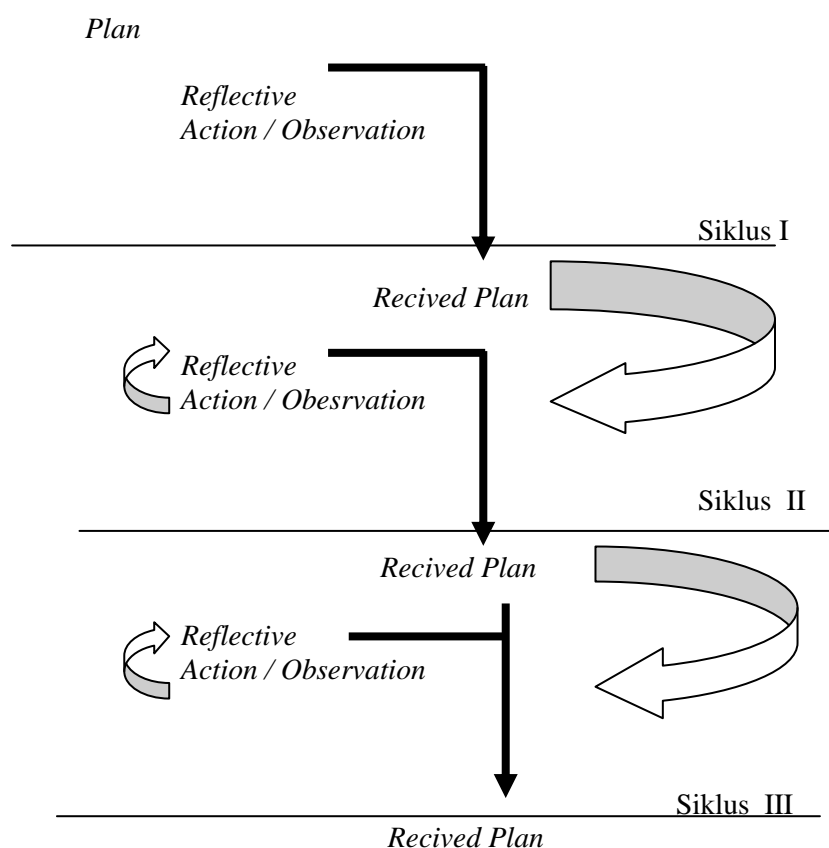 Plan
Reflective
Action / Observation
Siklus I
Recived Plan
Reflective
Action / Obesrvation
Siklus II
Recived Plan
Reflective
Action / Observation
Siklus III
Recived Plan